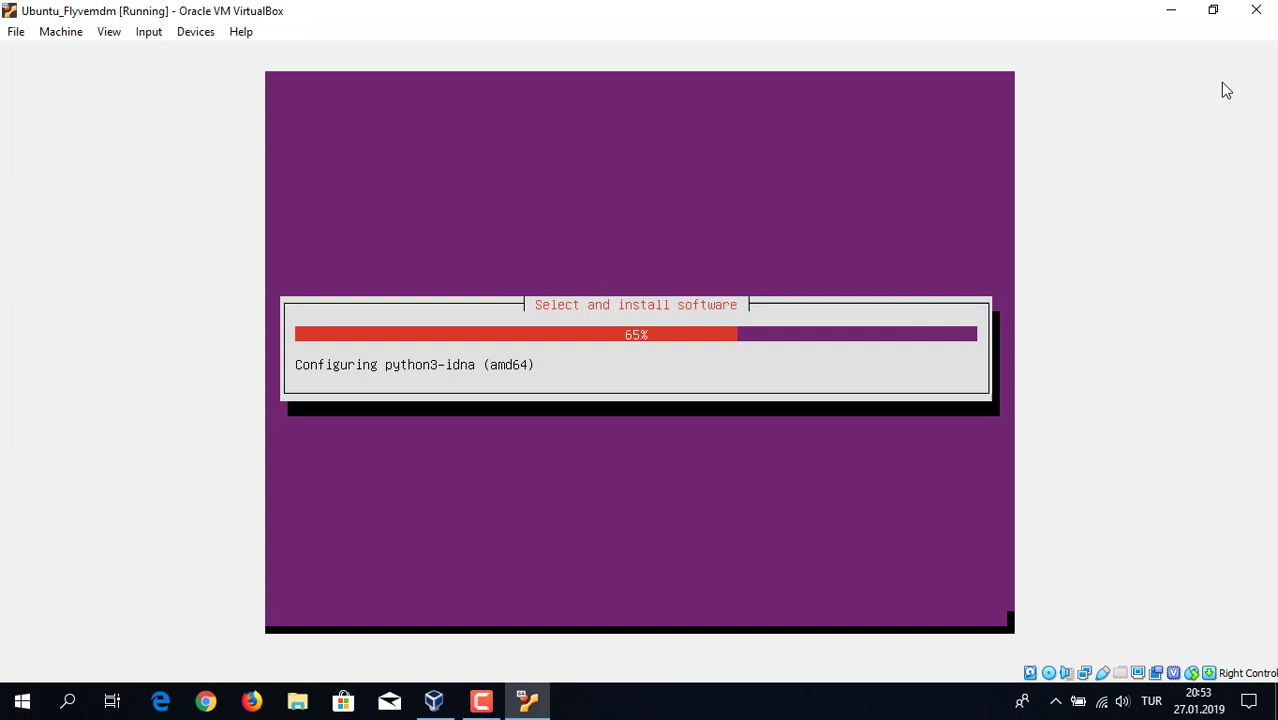 Ubuntu_Flyvemdm [Running] - Oracle VM VirtualBox
File Machine View Input Devices Help
Select and install software
65%
Configuring python3-idna (amd64)
Right Control
TUR
20:53
27.01.2019